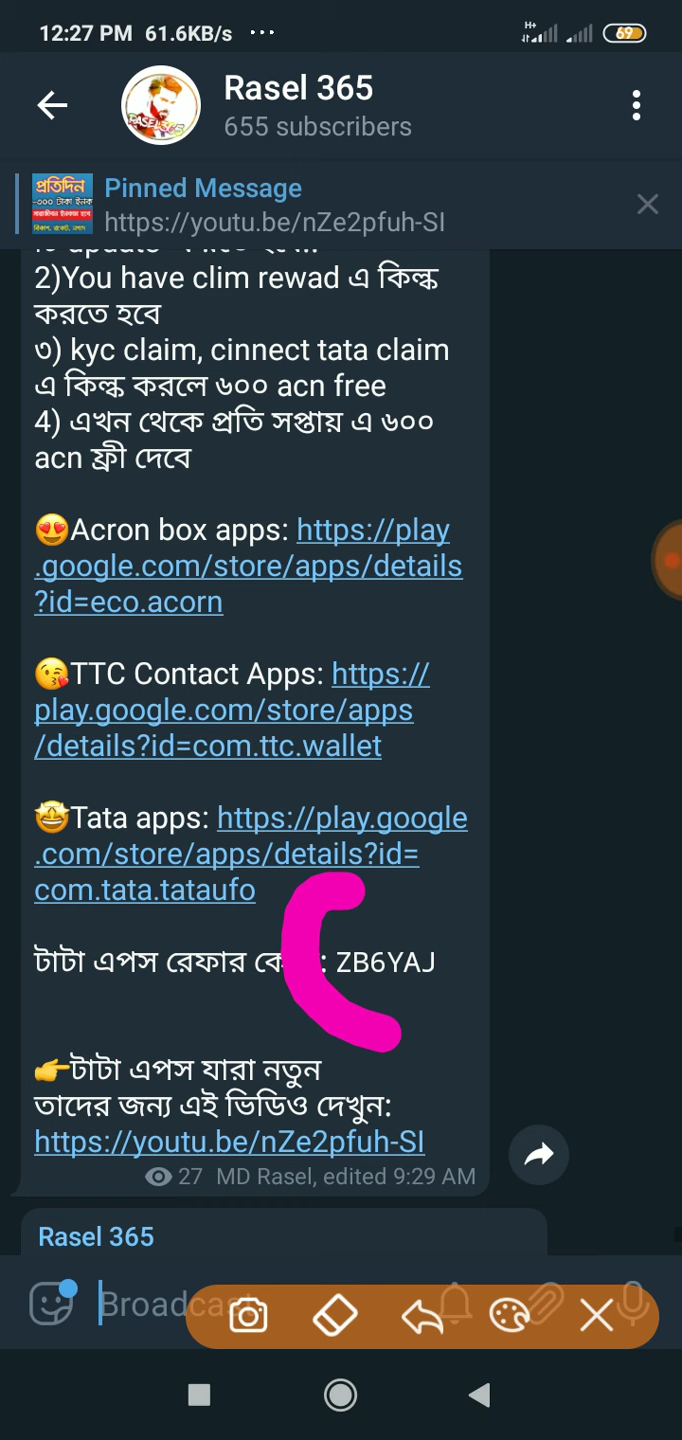 12:27 PM 61.6KB/s ...
H+
69
Rasel 365
655 subscribers
প্রতিদিন
Pinned Message
https://youtu.be/nZe2pfuh-SI
2)You have clim rewad এ কিল্ক
করতে হবে
৩) kyc claim, cinnect tata claim
এ কিল্ক করলে ৬০০ acn free
4) এখন থেকে প্রতি সপ্তায় এ ৬০০
acn ফ্রী দেবে
😍Acron box apps: https://play
.google.com/store/apps/details
?id=eco.acorn
😘TTC Contact Apps: https://
play.google.com/store/apps
/details?id=com.ttc.wallet
🤩Tata apps: https://play.google
.com/store/apps/details?id=
com.tata.tataufo
টাটা এপস রেফার : ZB6YAJ
👉টাটা এপস যারা নতুন
তাদের জন্য এই ভিডিও দেখুন:
https://youtu.be/nZe2pfuh-SI
27 MD Rasel, edited 9:29 AM
Rasel 365
Broadcast